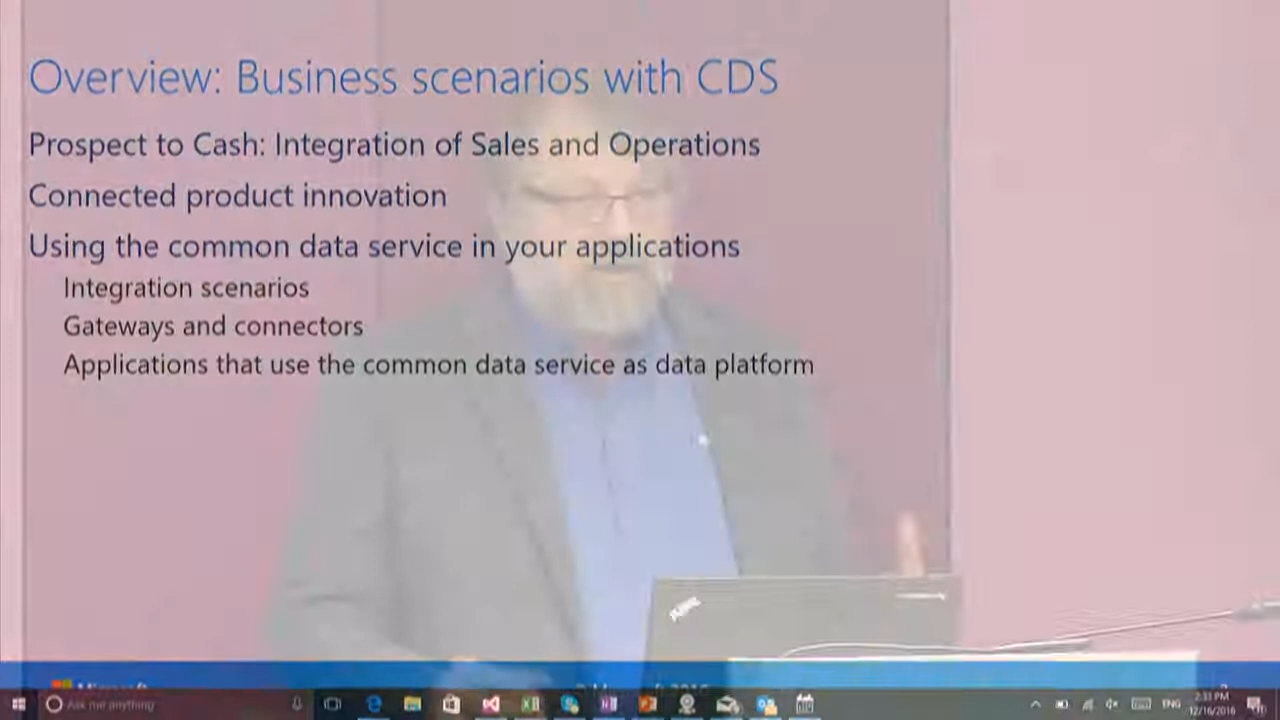 Overview: Business scenarios with CDS
Prospect to Cash: Integration of Sales and Operations
Connected product innovation
Using the common data service in your applications
Integration scenarios
Gateways and connectors
Applications that use the common data service as data platform
Microsoft
Ask me anything
ENG
2:33 PM
12/16/2016